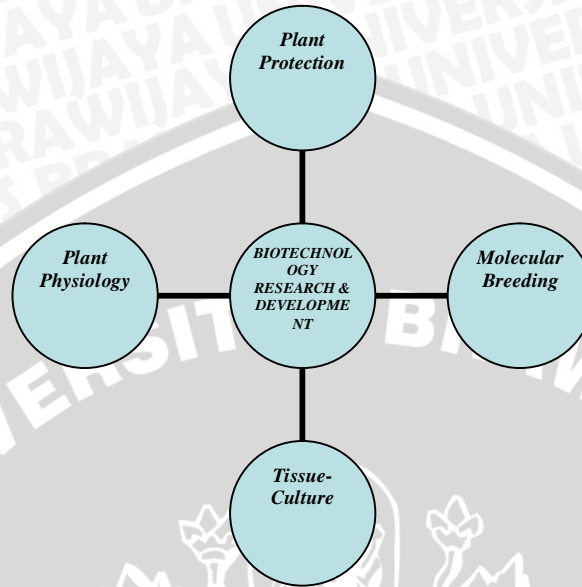 Plant
Protection
Plant
Physiology
BIOTECHNOL
OGY
RESEARCH &
DEVELOPME
NT
Molecular
Breeding
Tissue-
Culture